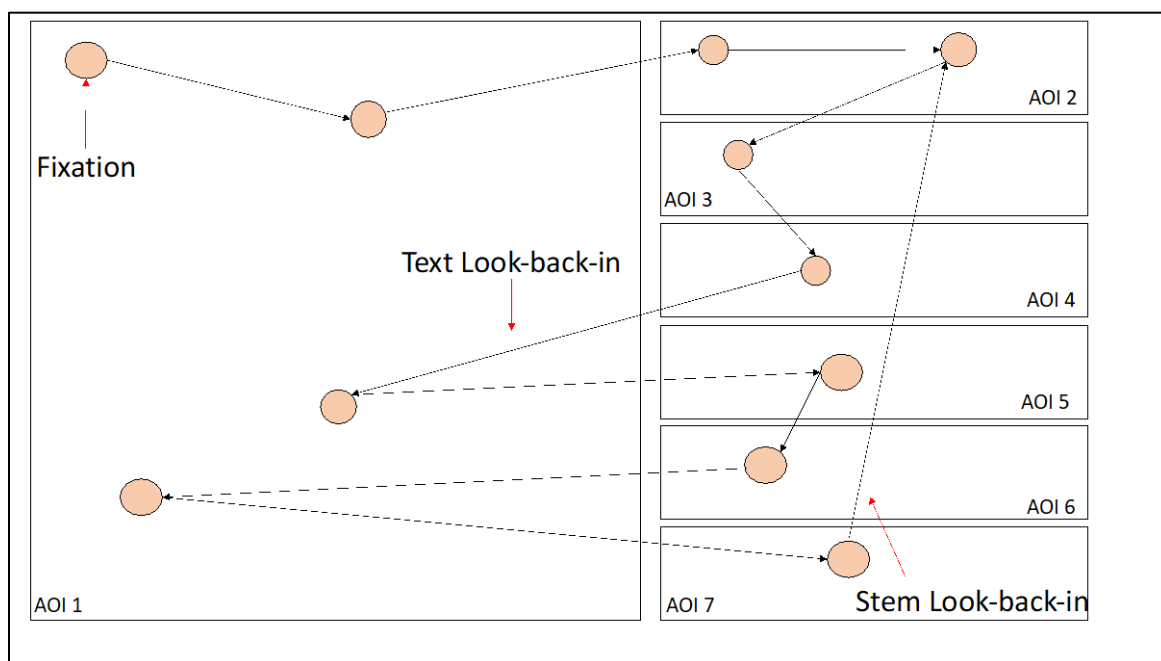 Fixation
Text Look-back-in
AOI 1
AOI 2
AOI 3
AOI 4
AOI 5
AOI 6
AOI 7
Stem Look-back-in